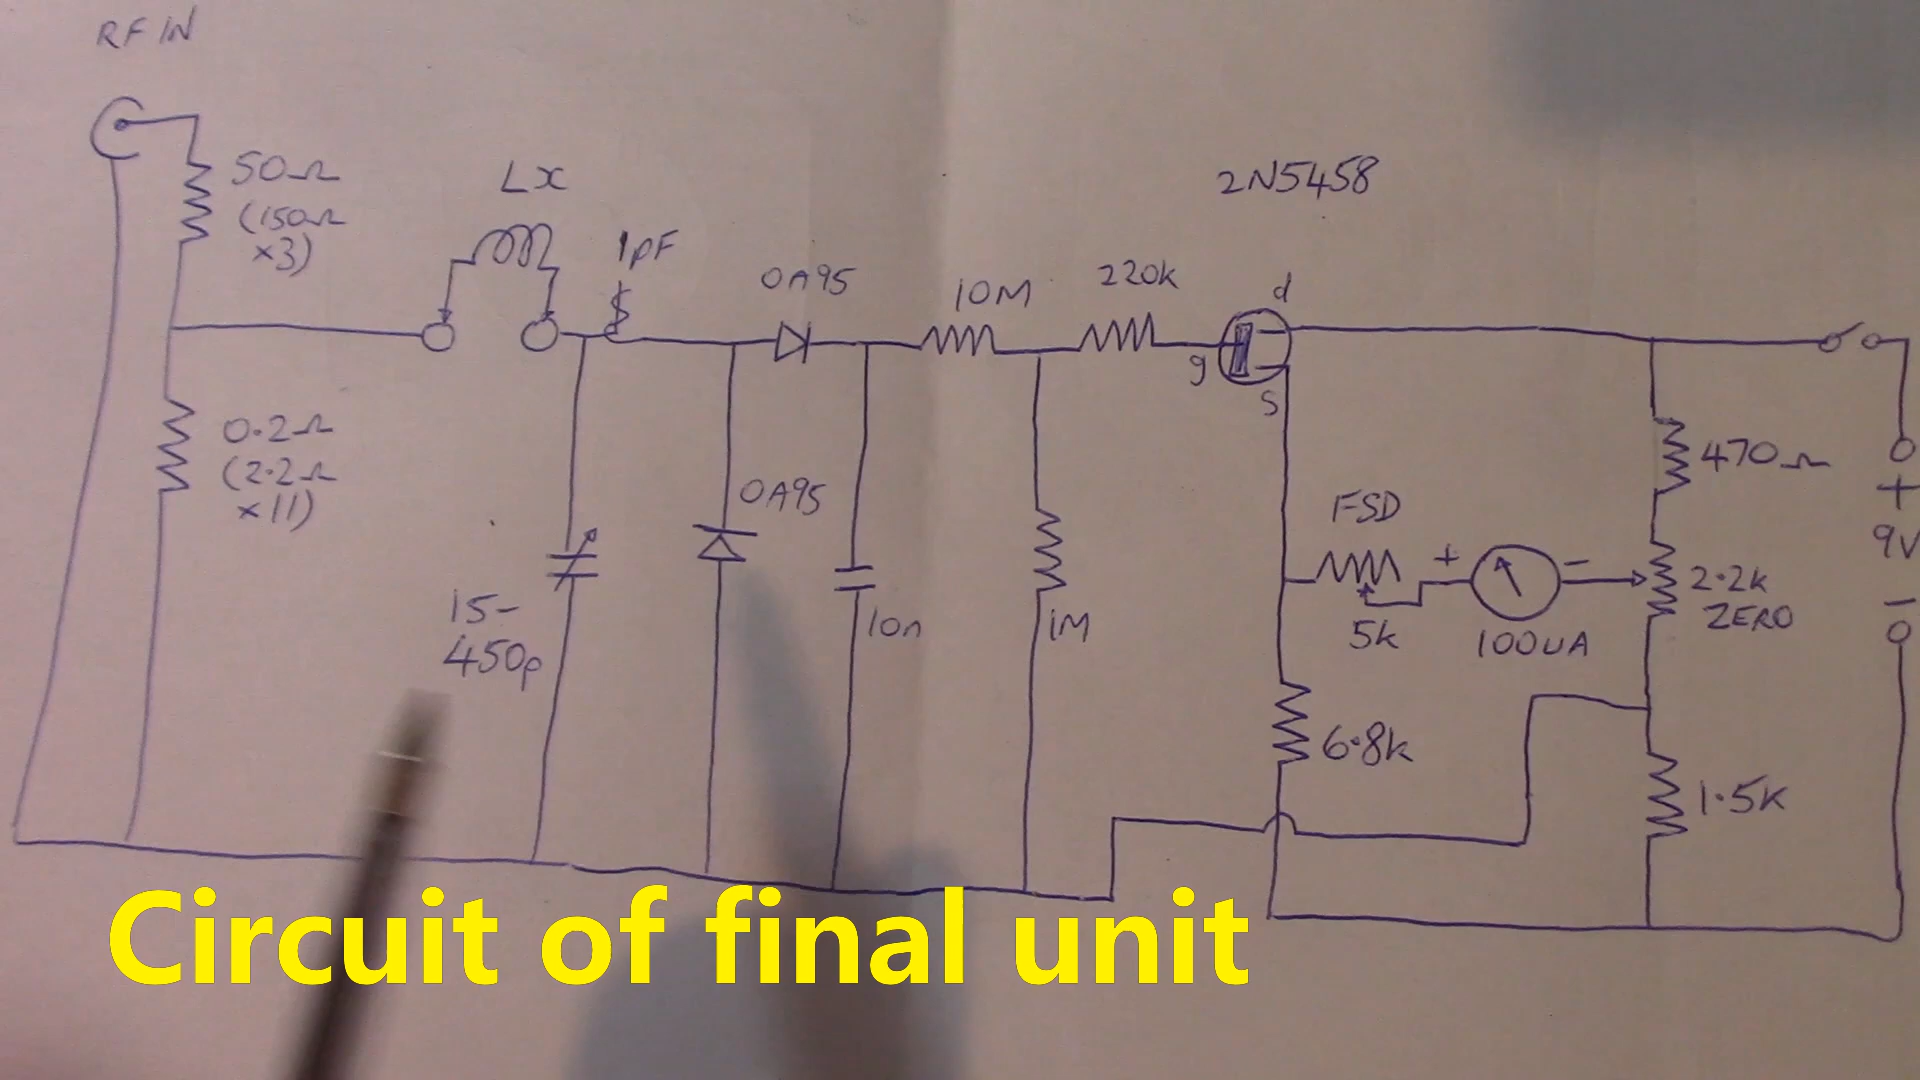 RF IN
50Ω
(150Ω
×3)
Lx
1pF
OA95
10M
220k
2N5458
d
g
s
0.2Ω
(2.2Ω
×11)
15-
450p
OA95
10n
1M
FSD
5k
+
-
100uA
470Ω
2.2k
ZERO
6.8k
1.5k
+
9V
-
Circuit of final unit